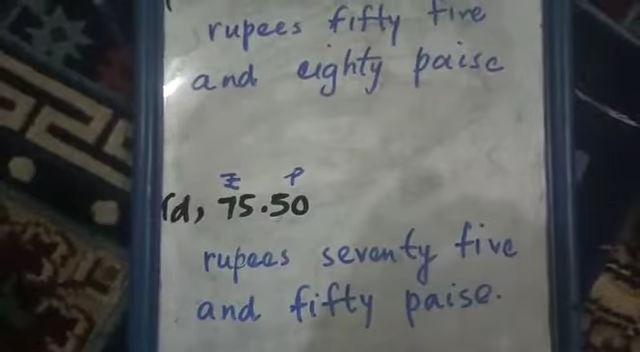 rupees fifty five
and eighty paise
₹ P
(d, 75.50
rupees seventy five
and fifty paise.